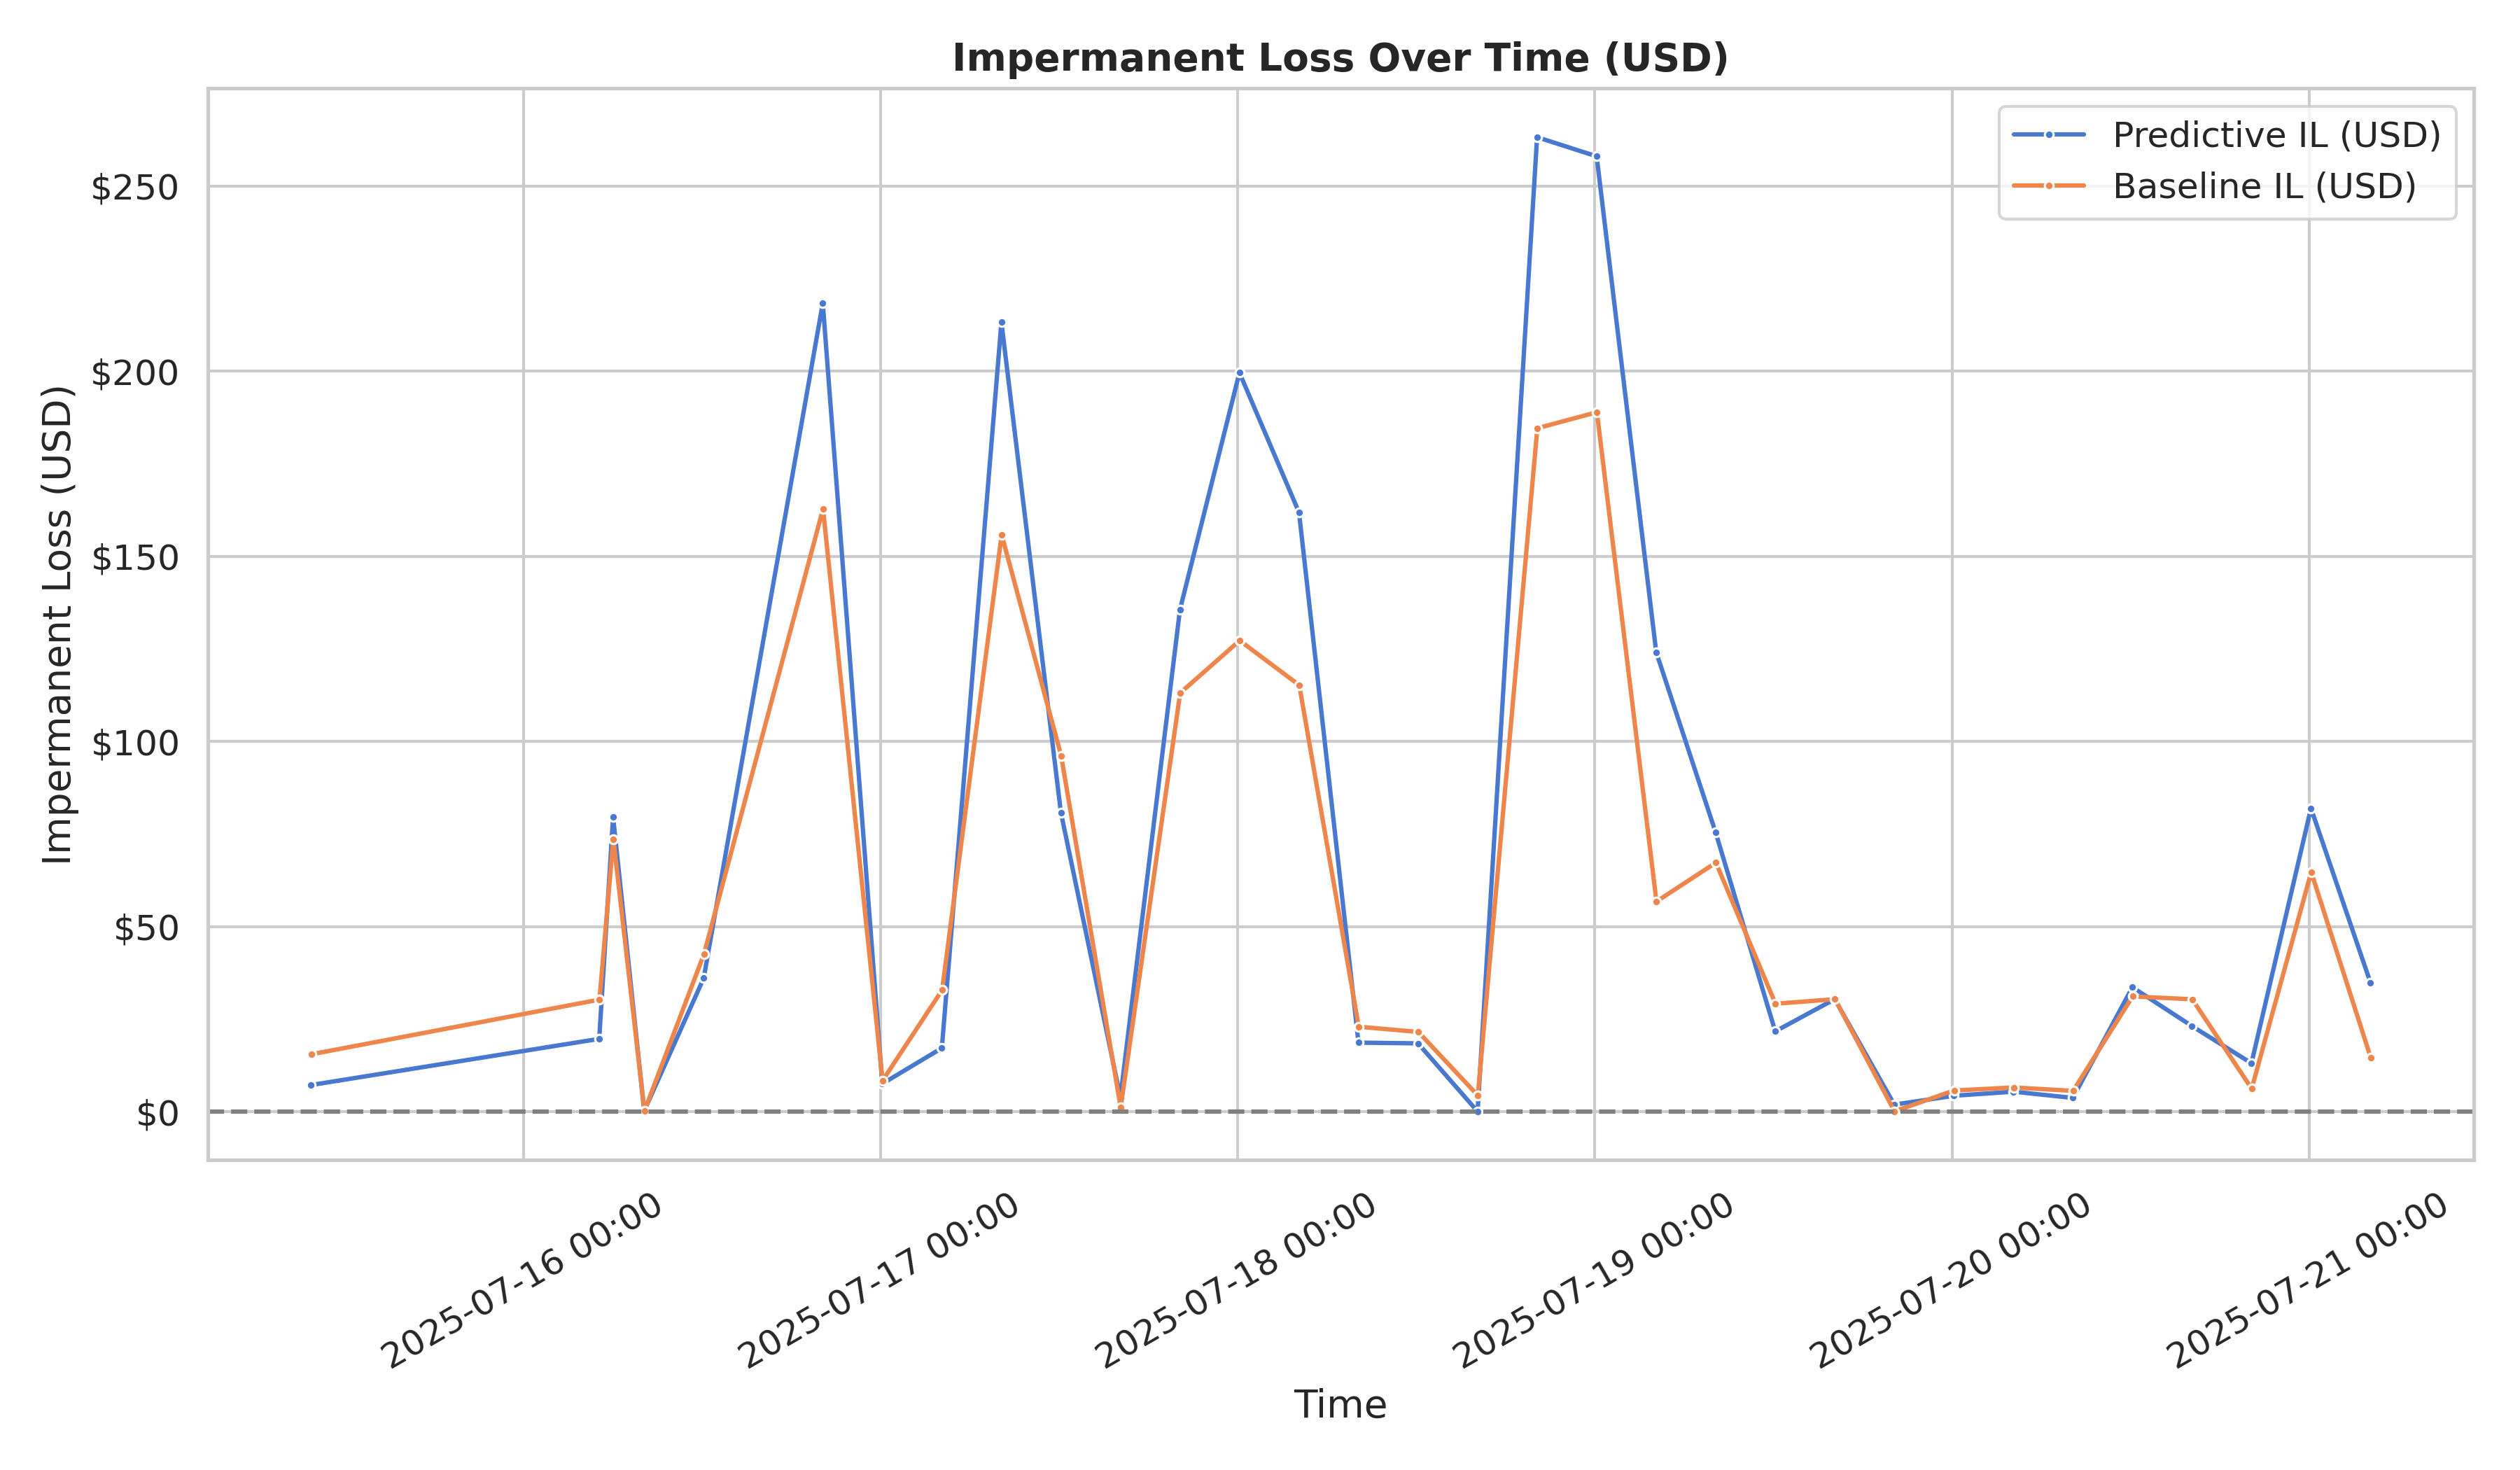 Impermanent Loss Over Time (USD)
Predictive IL (USD)
Baseline IL (USD)
Impermanent Loss (USD)
$250
$200
$150
$100
$50
$0
2025-07-16 00:00
2025-07-17 00:00
2025-07-18 00:00
2025-07-19 00:00
2025-07-20 00:00
2025-07-21 00:00
Time